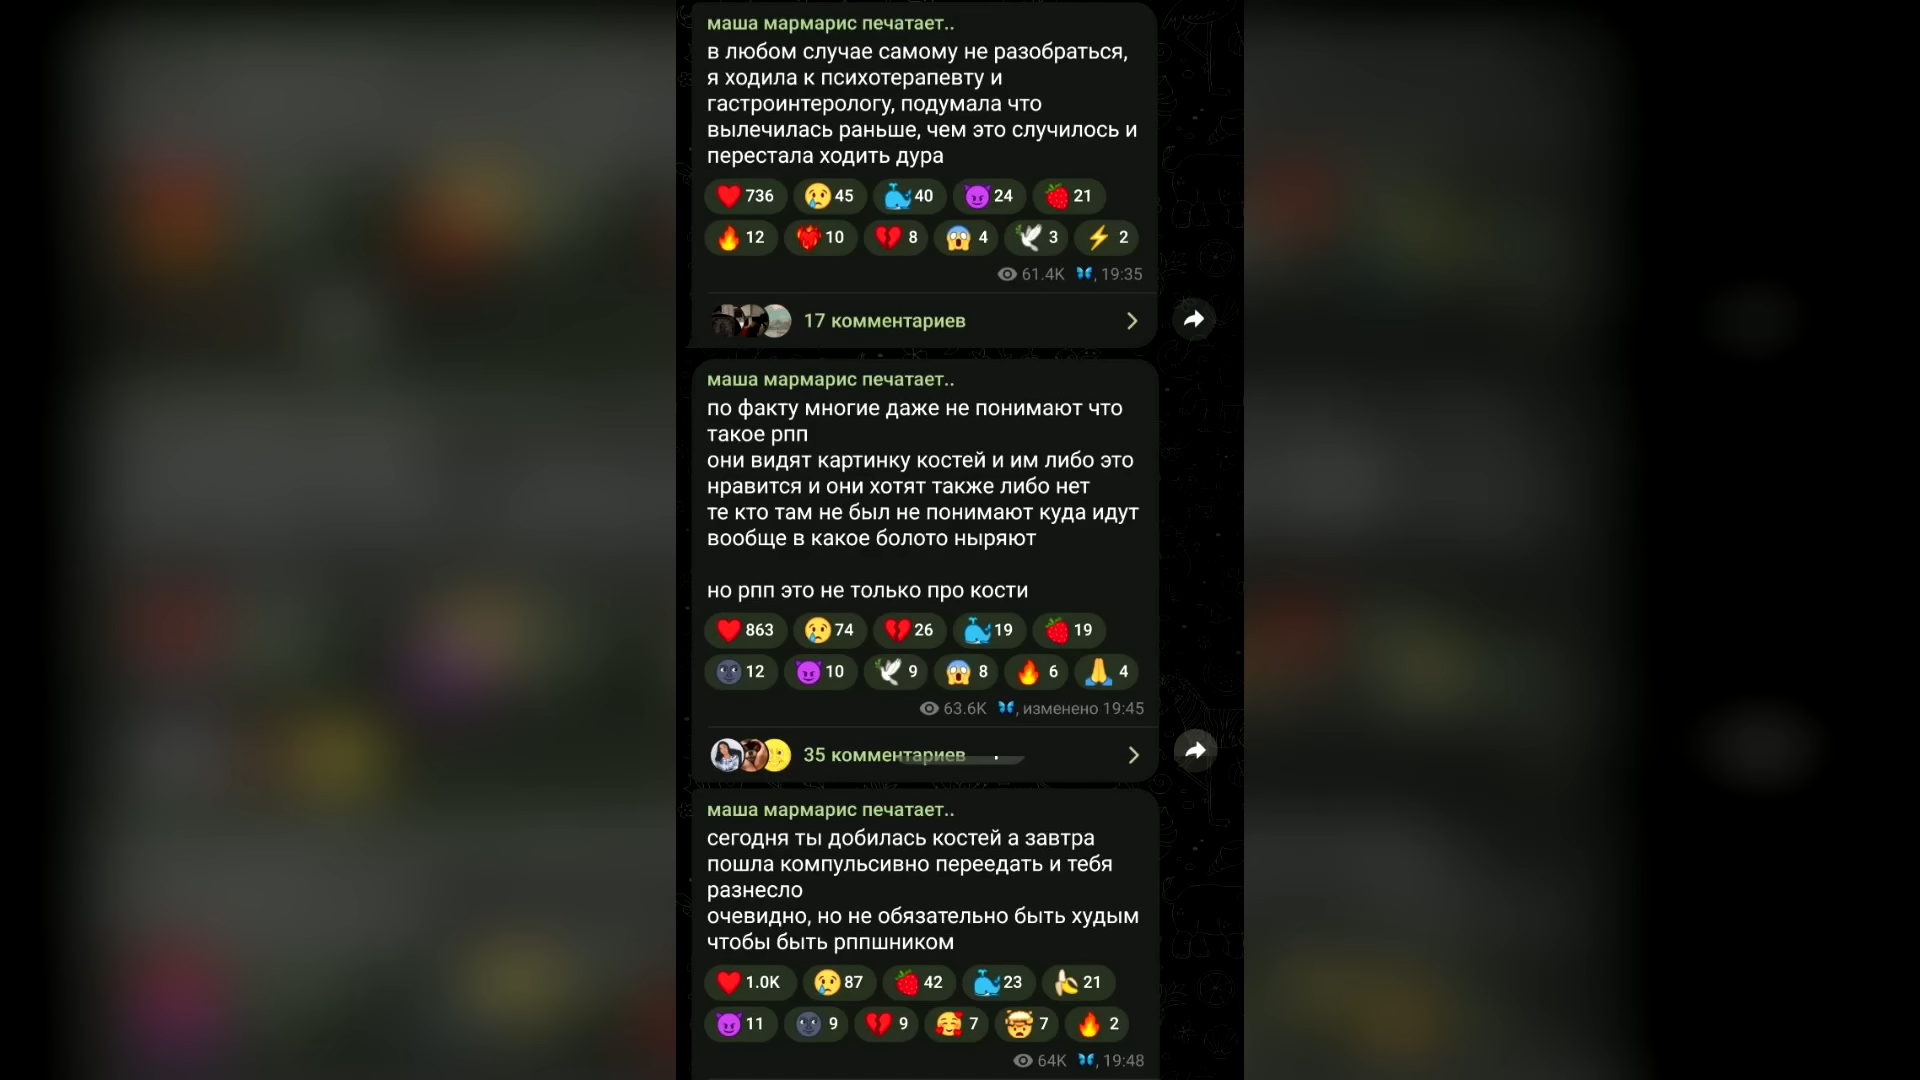 маша мармарис печатает..
в любом случае самому не разобраться,
я ходила к психотерапевту и
гастроинтерологу, подумала что
вылечилась раньше, чем это случилось и
перестала ходить дура
736 45 40 24 21
12 10 8 4 3 2
61.4K , 19:35
17 комментариев
маша мармарис печатает..
по факту многие даже не понимают что
такое рпп
они видят картинку костей и им либо это
нравится и они хотят также либо нет
те кто там не был не понимают куда идут
вообще в какое болото ныряют
но рпп это не только про кости
863 74 26 19 19
12 10 9 8 6 4
63.6K , изменено 19:45
35 комментариев
маша мармарис печатает..
сегодня ты добилась костей а завтра
пошла компульсивно переедать и тебя
разнесло
очевидно, но не обязательно быть худым
чтобы быть рппшником
1.0K 87 42 23 21
11 9 9 7 7 2
64K , 19:48